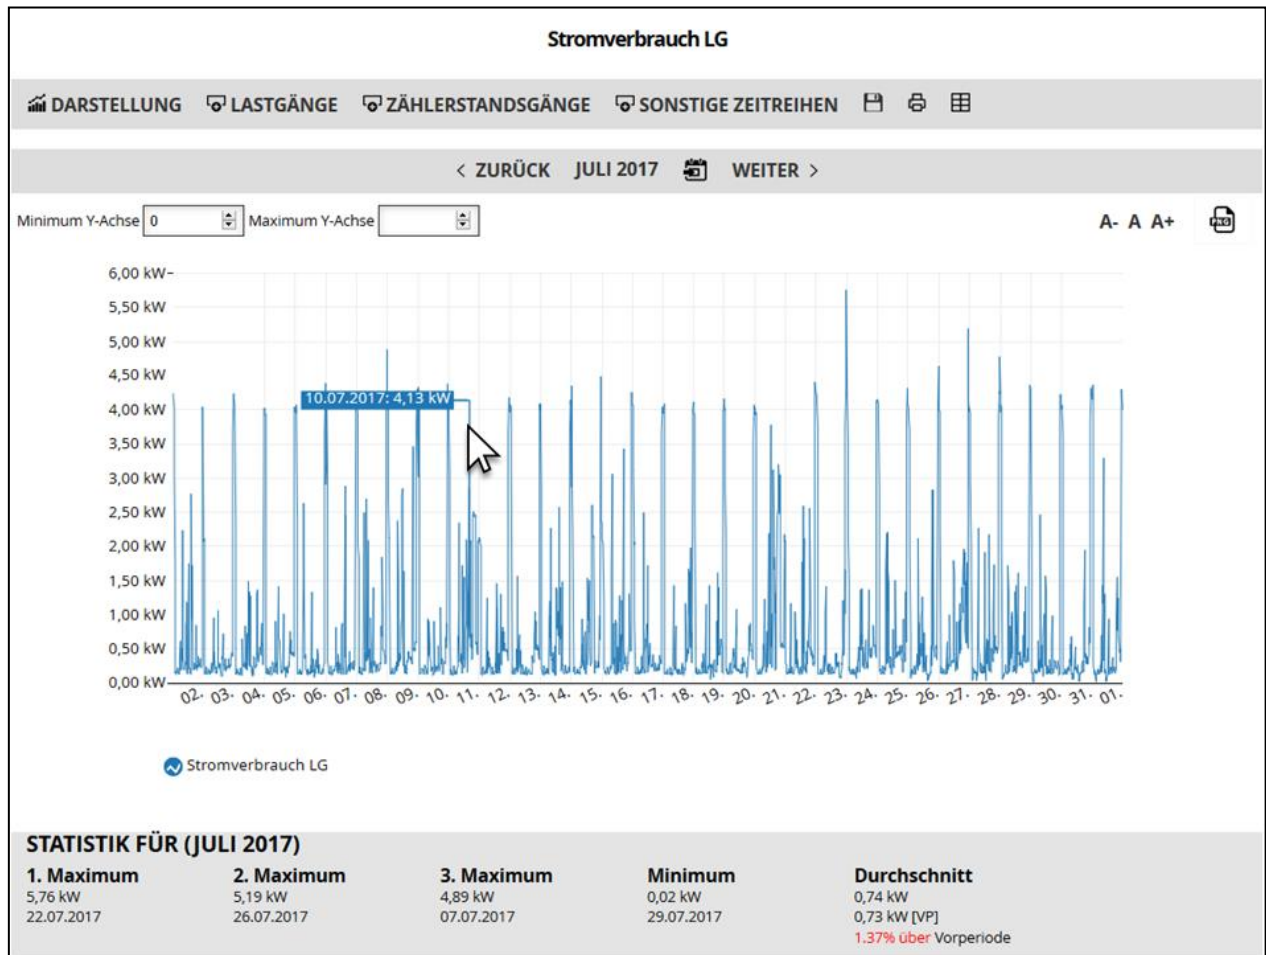 Stromverbrauch LG
DARSTELLUNG LASTGÄNGE ZÄHLERSTANDSGÄNGE SONSTIGE ZEITREIHEN
< ZURÜCK JULI 2017 WEITER >
Minimum Y-Achse 0 Maximum Y-Achse A- A A+ PNG
6,00 kW
5,50 kW
5,00 kW
4,50 kW
10.07.2017: 4,13 kW
4,00 kW
3,50 kW
3,00 kW
2,50 kW
2,00 kW
1,50 kW
1,00 kW
0,50 kW
0,00 kW
02. 03. 04. 05. 06. 07. 08. 09. 10. 11. 12. 13. 14. 15. 16. 17. 18. 19. 20. 21. 22. 23. 24. 25. 26. 27. 28. 29. 30. 31. 01.
Stromverbrauch LG
STATISTIK FÜR (JULI 2017)
1. Maximum 2. Maximum 3. Maximum Minimum Durchschnitt
5,76 kW 5,19 kW 4,89 kW 0,02 kW 0,74 kW
22.07.2017 26.07.2017 07.07.2017 29.07.2017 0,73 kW [VP]
1.37% über Vorperiode